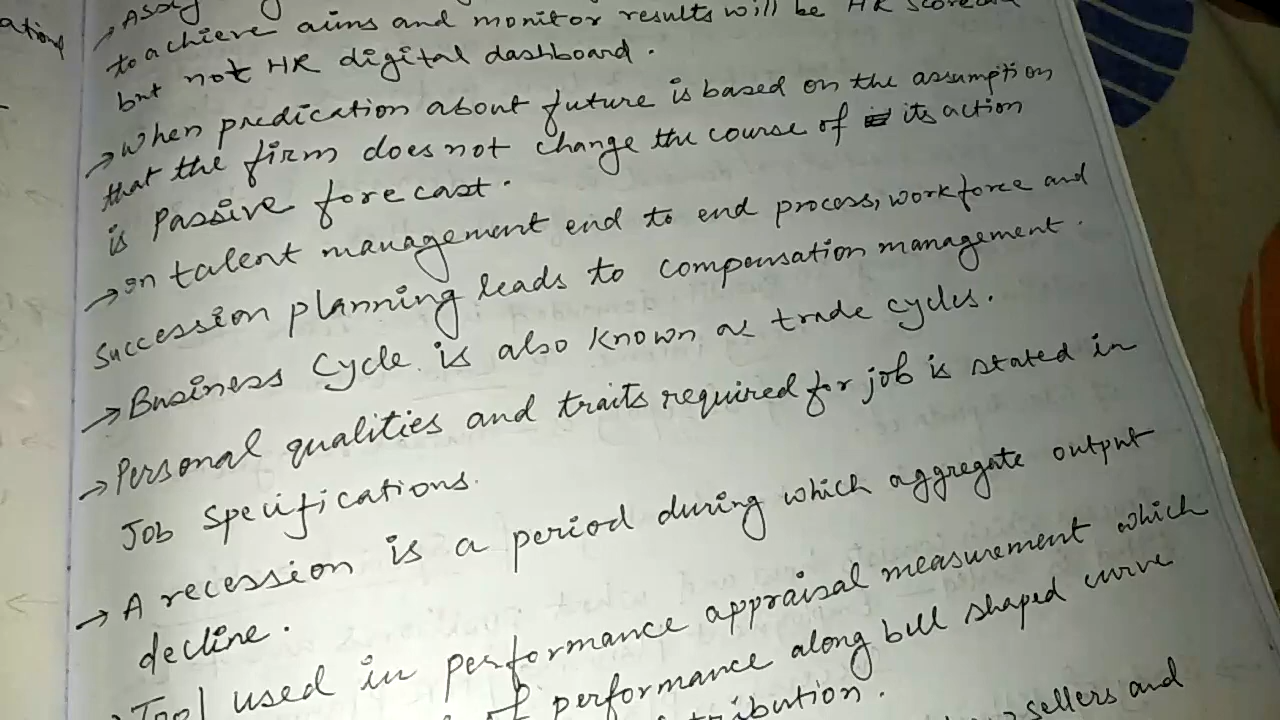 to achieve aims and monitor results will be HR
but not HR digital dashboard.
→ When predication about future is based on the assumption
that the firm does not change the course of its action
is Passive forecast.
→ on talent management end to end process, workforce and
Succession planning leads to compensation management.
→ Business Cycle is also known as trade cycles.
→ Personal qualities and traits required for job is stated in
Job Specifications.
→ A recession is a period during which aggregate output
decline.
Tool used in performance appraisal measurement which
of performance along bell shaped curve
sellers and